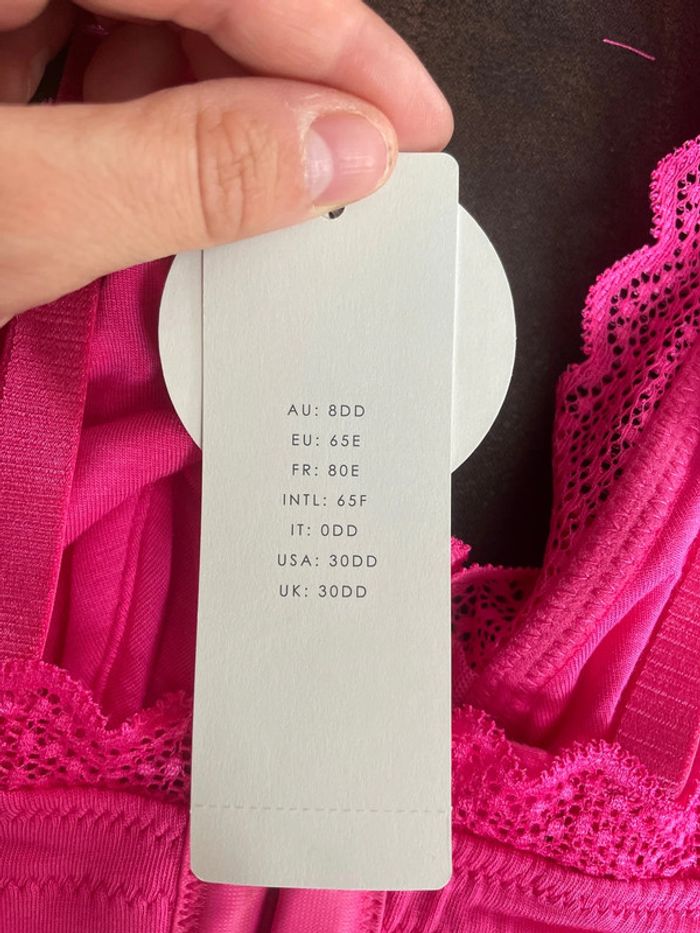 AU: 8DD
EU: 65E
FR: 80E
INTL: 65F
IT: 0DD
USA: 30DD
UK: 30DD